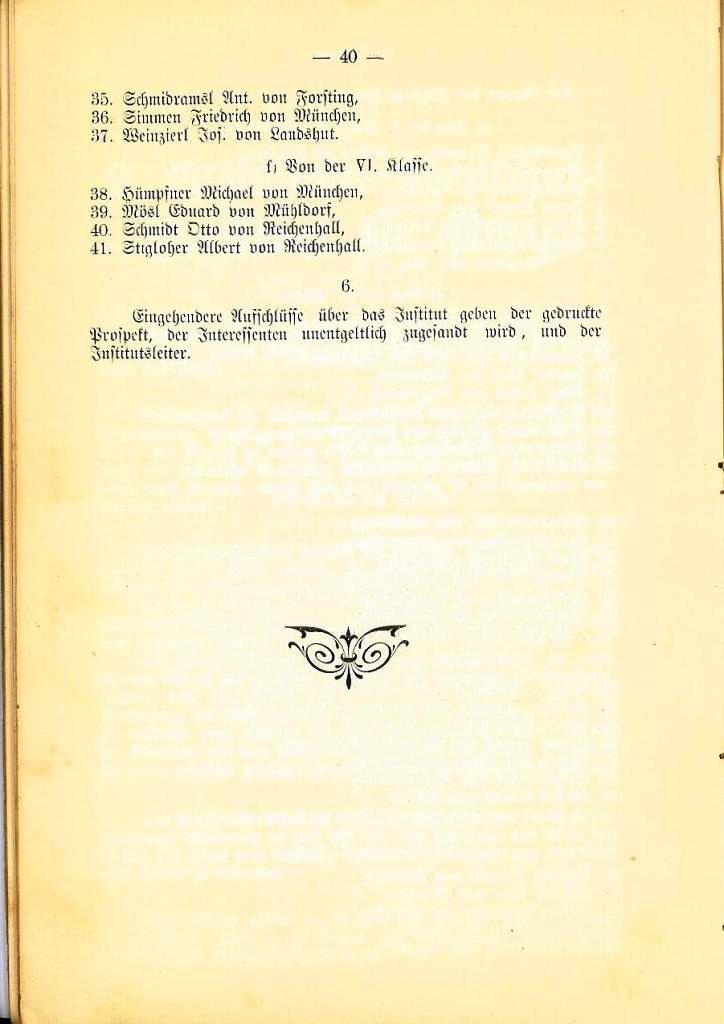 — 40 —
35. Schmidramsl Ant. von Forsting,
36. Simmen Friedrich von München,
37. Weinzierl Jos. von Landshut.
f) Von der VI. Klasse.
38. Hümpfner Michael von München,
39. Mösl Eduard von Mühldorf,
40. Schmidt Otto von Reichenhall,
41. Stigloher Albert von Reichenhall.
6.
Eingehendere Aufschlüsse über das Institut geben der gedruckte
Prospekt, der Interessenten unentgeltlich zugesandt wird, und der
Institutsleiter.